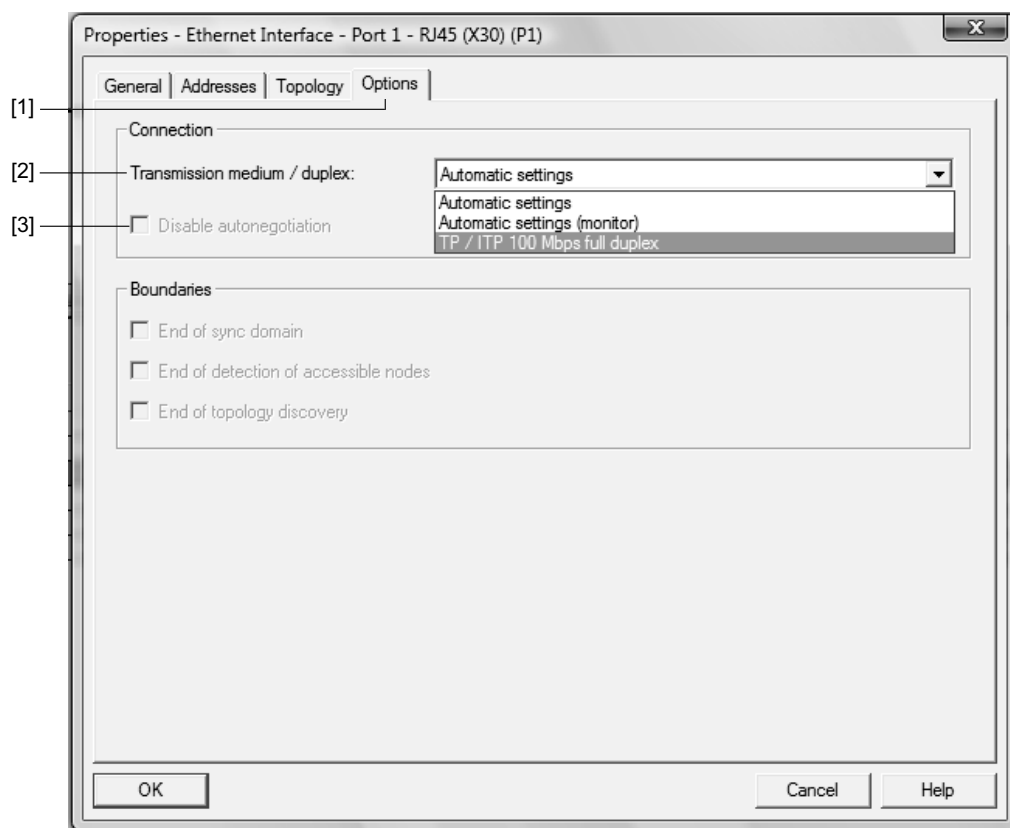 Properties - Ethernet Interface - Port 1 - RJ45 (X30) (P1)
X
General Addresses Topology Options
[1]
Connection
[2] Transmission medium / duplex: Automatic settings
Automatic settings
[3] Disable autonegotiation Automatic settings (monitor)
TP / ITP 100 Mbps full duplex
Boundaries
End of sync domain
End of detection of accessible nodes
End of topology discovery
OK Cancel Help